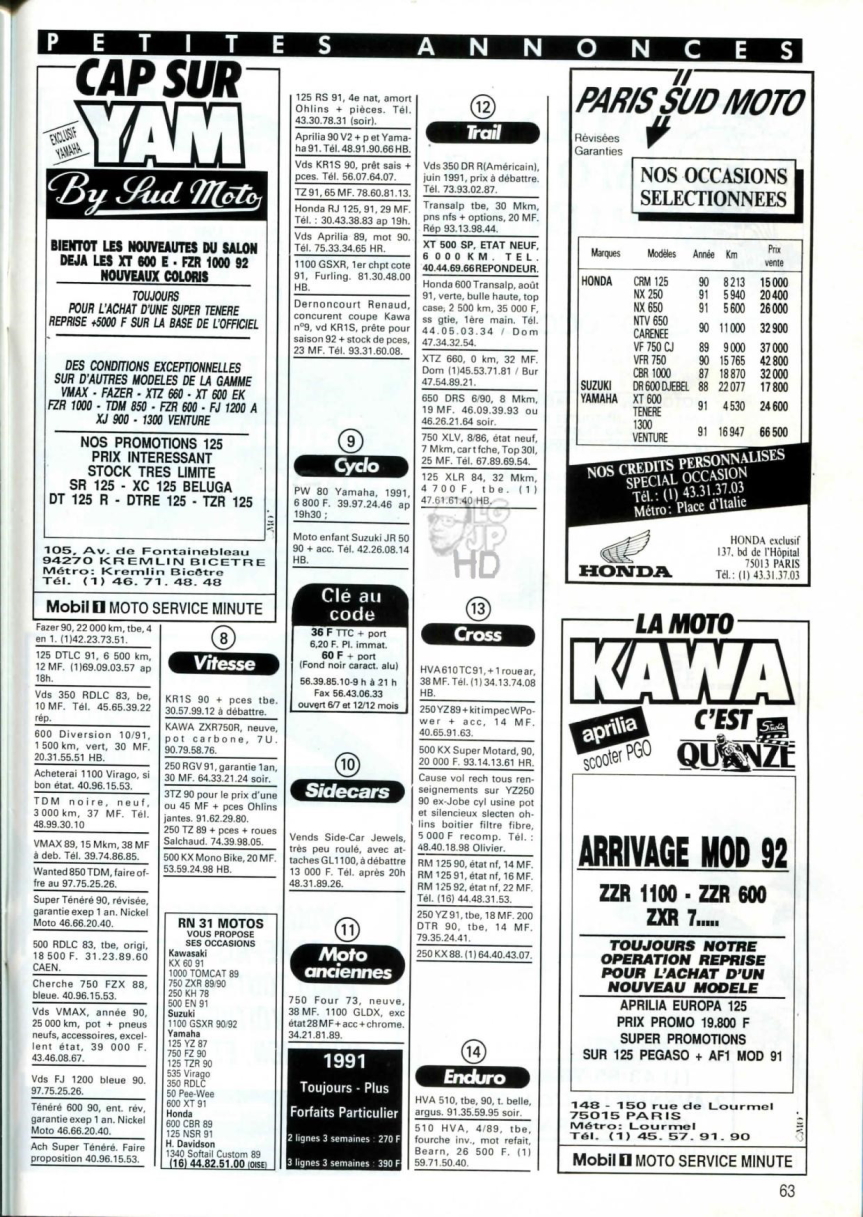 PETITES ANNONCES
CAP SUR
YAM
EXCLUSIF
YAMAHA
By Sud Moto
BIENTOT LES NOUVEAUTES DU SALON
DEJA LES XT 600 E - FZR 1000 92
NOUVEAUX COLORIS
TOUJOURS
POUR L'ACHAT D'UNE SUPER TENERE
REPRISE +5000 F SUR LA BASE DE L'OFFICIEL
DES CONDITIONS EXCEPTIONNELLES
SUR D'AUTRES MODELES DE LA GAMME
VMAX - FAZER - XTZ 660 - XT 600 EK
FZR 1000 - TDM 850 - FZR 600 - FJ 1200 A
XJ 900 - 1300 VENTURE
NOS PROMOTIONS 125
PRIX INTERESSANT
STOCK TRES LIMITE
SR 125 - XC 125 BELUGA
DT 125 R - DTRE 125 - TZR 125
105, Av. de Fontainebleau
94270 KREMLIN BICETRE
Métro: Kremlin Bicêtre
Tél. (1) 46. 71. 48. 48
Mobil 1 MOTO SERVICE MINUTE
Fazer 90, 22 000 km, tbe, 4
en 1. (1)42.23.73.51.
125 DTLC 91, 6 500 km,
12 MF. (1)69.09.03.57 ap
18h.
Vds 350 RDLC 83, be,
10 MF. Tél. 45.65.39.22
rép.
600 Diversion 10/91,
1 500 km, vert, 30 MF.
20.31.55.51 HB.
Acheterai 1100 Virago, si
bon état. 40.96.15.53.
TDM noire, neuf,
3 000 km, 37 MF. Tél.
48.99.30.10
VMAX 89, 15 Mkm, 38 MF
à deb. Tél. 39.74.86.85.
Wanted 850 TDM, faire of-
fre au 97.75.25.26.
Super Ténéré 90, révisée,
garantie exep 1 an. Nickel
Moto 46.66.20.40.
500 RDLC 83, tbe, origi,
18 500 F. 31.23.89.60
CAEN.
Cherche 750 FZX 88,
bleue. 40.96.15.53.
Vds VMAX, année 90,
25 000 km, pot + pneus
neufs, accessoires, excel-
lent état, 39 000 F.
43.46.08.67.
Vds FJ 1200 bleue 90.
97.75.25.26.
Ténéré 600 90, ent. rév,
garantie exep 1 an. Nickel
Moto 46.66.20.40.
Ach Super Ténéré. Faire
proposition 40.96.15.53.
8
Vitesse
KR1S 90 + pces tbe.
30.57.99.12 à débattre.
KAWA ZXR750R, neuve,
pot carbone, 7U.
90.79.58.76.
250 RGV 91, garantie 1an,
30 MF. 64.33.21.24 soir.
3TZ 90 pour le prix d'une
ou 45 MF + pces Ohlins
jantes. 91.62.29.80.
250 TZ 89 + pces + roues
Salchaud. 74.39.98.05.
500 KX Mono Bike, 20 MF.
53.59.24.98 HB.
RN 31 MOTOS
VOUS PROPOSE
SES OCCASIONS
Kawasaki
KX 60 91
1000 TOMCAT 89
750 ZXR 89/90
250 KH 78
500 EN 91
Suzuki
1100 GSXR 90/92
Yamaha
125 YZ 87
750 FZ 90
125 TZR 90
535 Virago
350 RDLC
50 Pee-Wee
600 XT 91
Honda
600 CBR 89
125 NSR 91
H. Davidson
1340 Softail Custom 89
(16) 44.82.51.00 (OISE)
125 RS 91, 4e nat, amort
Ohlins + pièces. Tél.
43.30.78.31 (soir).
Aprilia 90 V2 + p et Yama-
ha 91. Tél. 48.91.90.66 HB.
Vds KR1S 90, prêt sais +
pces. Tél. 56.07.64.07.
TZ 91, 65 MF. 78.60.81.13.
Honda RJ 125, 91, 29 MF.
Tél. : 30.43.38.83 ap 19h.
Vds Aprilia 89, mot 90.
Tél. 75.33.34.65 HR.
1100 GSXR, 1er chpt cote
91, Furling. 81.30.48.00
HB.
Dernoncourt Renaud,
concurent coupe Kawa
n°9, vd KR1S, prête pour
saison 92 + stock de pces,
23 MF. Tél. 93.31.60.08.
9
Cyclo
PW 80 Yamaha, 1991,
6 800 F. 39.97.24.46 ap
19h30 ;
Moto enfant Suzuki JR 50
90 + acc. Tél. 42.26.08.14
HB.
Clé au
code
36 F TTC + port
6,20 F. Pl. immat.
60 F + port
(Fond noir caract. alu)
56.39.85.10-9 h à 21 h
Fax 56.43.06.33
ouvert 6/7 et 12/12 mois
10
Sidecars
Vends Side-Car Jewels,
très peu roulé, avec at-
taches GL1100, à débattre
13 000 F. Tél. après 20h
48.31.89.26.
11
Moto
anciennes
750 Four 73, neuve,
38 MF. 1100 GLDX, exc
état 28 MF + acc + chrome.
34.21.81.89.
1991
Toujours - Plus
Forfaits Particulier
2 lignes 3 semaines : 270 F
3 lignes 3 semaines : 390 F
12
Trail
Vds 350 DR R(Américain),
juin 1991, prix à débattre.
Tél. 73.93.02.87.
Transalp tbe, 30 Mkm,
pns nfs + options, 20 MF.
Rép 93.13.98.44.
XT 500 SP, ETAT NEUF,
6 000 KM. TEL.
40.44.69.66 REPONDEUR.
Honda 600 Transalp, août
91, verte, bulle haute, top
case, 2 500 km, 35 000 F,
ss gtie, 1ère main. Tél.
44.05.03.34 / Dom
47.34.32.54.
XTZ 660, 0 km, 32 MF.
Dom (1)45.53.71.81 / Bur
47.54.89.21.
650 DRS 6/90, 8 Mkm,
19 MF. 46.09.39.93 ou
46.26.21.64 soir.
750 XLV, 8/86, état neuf,
7 Mkm, cart fche, Top 30l,
25 MF. Tél. 67.89.69.54.
125 XLR 84, 32 Mkm,
4 700 F, tbe. (1)
47.61.61.40 HB.
LG
JP
HD
13
Cross
HVA 610 TC 91, + 1 roue ar,
38 MF. Tél. (1) 34.13.74.08
HB.
250 YZ 89 + kit impec WPo-
wer + acc, 14 MF.
40.65.91.63.
500 KX Super Motard, 90,
20 000 F. 93.14.13.61 HR.
Cause vol rech tous ren-
seignements sur YZ250
90 ex-Jobe cyl usine pot
et silencieux slecten oh-
lins boitier filtre fibre,
5 000 F recomp. Tél. :
48.40.18.98 Olivier.
RM 125 90, état nf, 14 MF.
RM 125 91, état nf, 16 MF.
RM 125 92, état nf, 22 MF.
Tél. (16) 44.48.31.53.
250 YZ 91, tbe, 18 MF. 200
DTR 90, tbe, 14 MF.
79.35.24.41.
250 KX 88. (1) 64.40.43.07.
14
Enduro
HVA 510, tbe, 90, t. belle,
argus. 91.35.59.95 soir.
510 HVA, 4/89, tbe,
fourche inv., mot refait,
Bearn, 26 500 F. (1)
59.71.50.40.
PARIS SUD MOTO
Révisées
Garanties
NOS OCCASIONS
SELECTIONNEES
Marques Modèles Année Km Prix vente
HONDA CRM 125 90 8 213 15 000
NX 250 91 5 940 20 400
NX 650 91 5 600 26 000
NTV 650
CARENEE 90 11 000 32 900
VF 750 CJ 89 9 000 37 000
VFR 750 90 15 765 42 800
CBR 1000 87 18 870 32 000
SUZUKI DR 600 DJEBEL 88 22 077 17 800
YAMAHA XT 600
TENERE 91 4 530 24 600
1300
VENTURE 91 16 947 66 500
NOS CREDITS PERSONNALISES
SPECIAL OCCASION
Tél.: (1) 43.31.37.03
Métro: Place d'Italie
HONDA
HONDA exclusif
137, bd de l'Hôpital
75013 PARIS
Tél.: (1) 43.31.37.03
LA MOTO
KAWA
aprilia
scooter PGO
C'EST
Studio
QUINZE
ARRIVAGE MOD 92
ZZR 1100 - ZZR 600
ZXR 7.....
TOUJOURS NOTRE
OPERATION REPRISE
POUR L'ACHAT D'UN
NOUVEAU MODELE
APRILIA EUROPA 125
PRIX PROMO 19.800 F
SUPER PROMOTIONS
SUR 125 PEGASO + AF1 MOD 91
148 - 150 rue de Lourmel
75015 PARIS
Métro: Lourmel
Tél. (1) 45. 57. 91. 90
Mobil 1 MOTO SERVICE MINUTE
63